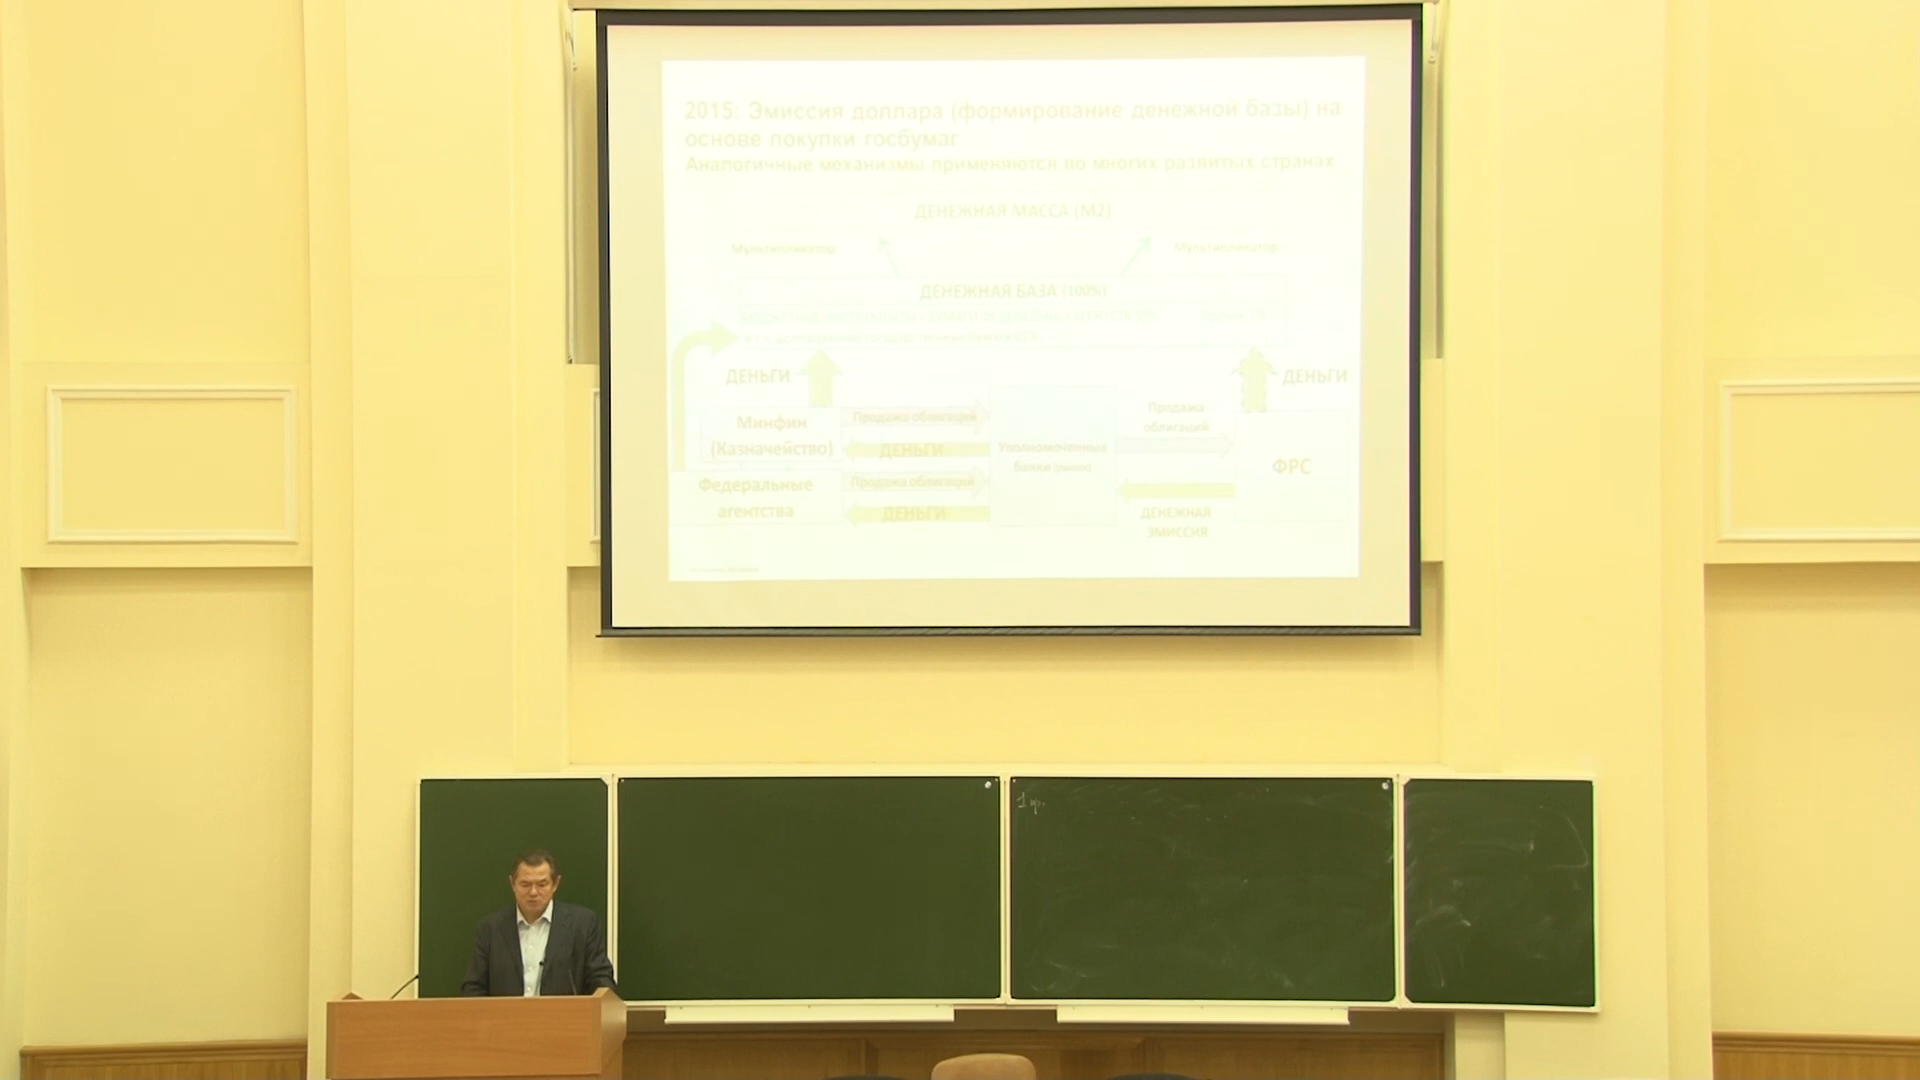 2015: Эмиссия доллара (формирование денежной базы) на
основе покупки госбумаг
Аналогичные механизмы применяются во многих развитых странах
ДЕНЕЖНАЯ МАССА (М2)
Мультипликатор
Мультипликатор
ДЕНЕЖНАЯ БАЗА (100%)
ДЕНЬГИ
ДЕНЬГИ
Минфин
(Казначейство)
Продажа облигаций
ДЕНЬГИ
Федеральные
агентства
Продажа облигаций
ДЕНЬГИ
Уполномоченные
банки (рынок)
Продажа
облигаций
ДЕНЕЖНАЯ
ЭМИССИЯ
ФРС